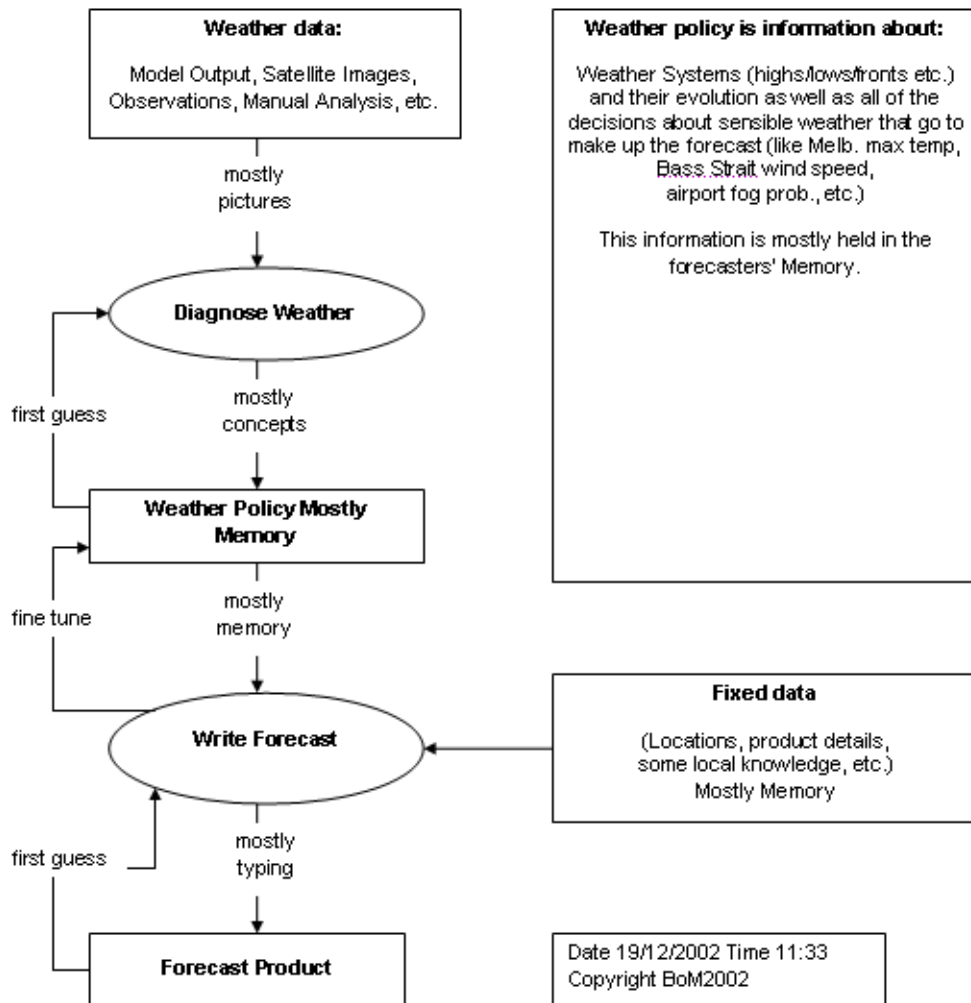 Weather data:
Model Output, Satellite Images,
Observations, Manual Analysis, etc.
mostly
pictures
Diagnose Weather
first guess
mostly
concepts
Weather Policy Mostly
Memory
fine tune
mostly
memory
Write Forecast
first guess
mostly
typing
Forecast Product
Weather policy is information about:
Weather Systems (highs/lows/fronts etc.)
and their evolution as well as all of the
decisions about sensible weather that go to
make up the forecast (like Melb. max temp,
Bass Strait wind speed,
airport fog prob., etc.)
This information is mostly held in the
forecasters' Memory.
Fixed data
(Locations, product details,
some local knowledge, etc.)
Mostly Memory
Date 19/12/2002 Time 11:33
Copyright BoM2002